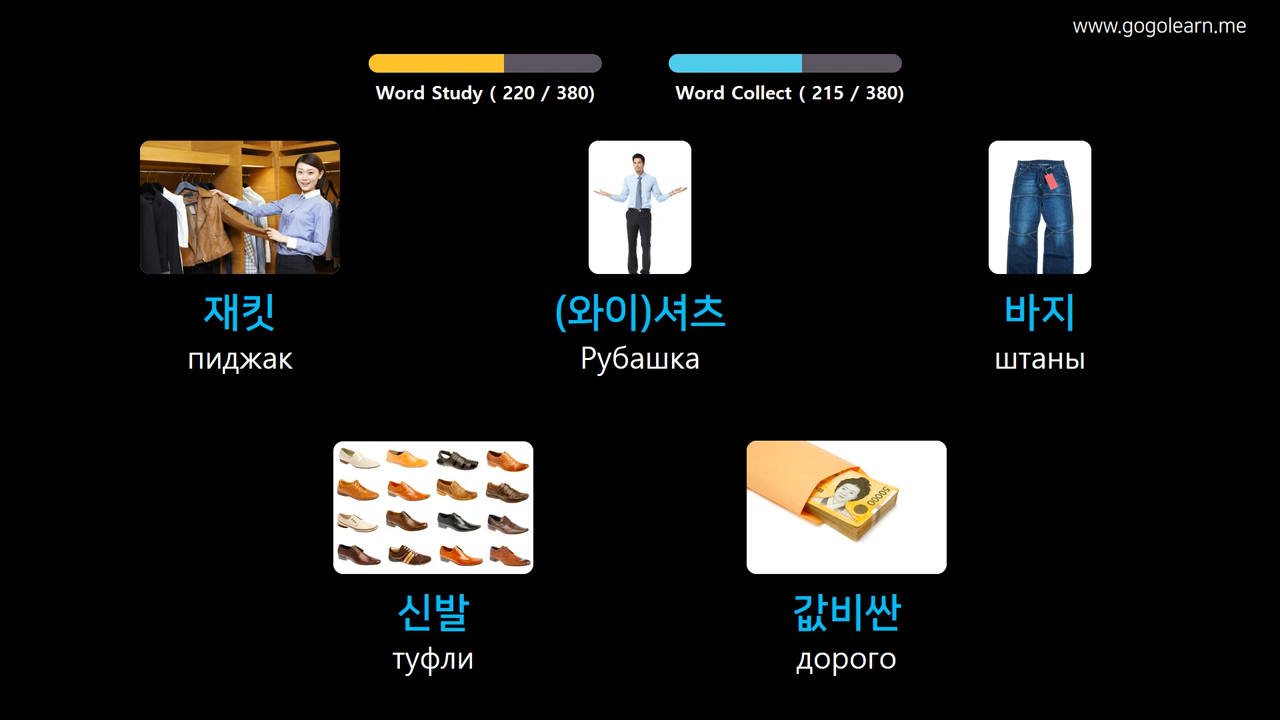 www.gogolearn.me
Word Study ( 220 / 380)
Word Collect ( 215 / 380)
재킷
пиджак
(와이)셔츠
Рубашка
바지
штаны
50000
신발
туфли
값비싼
дорого